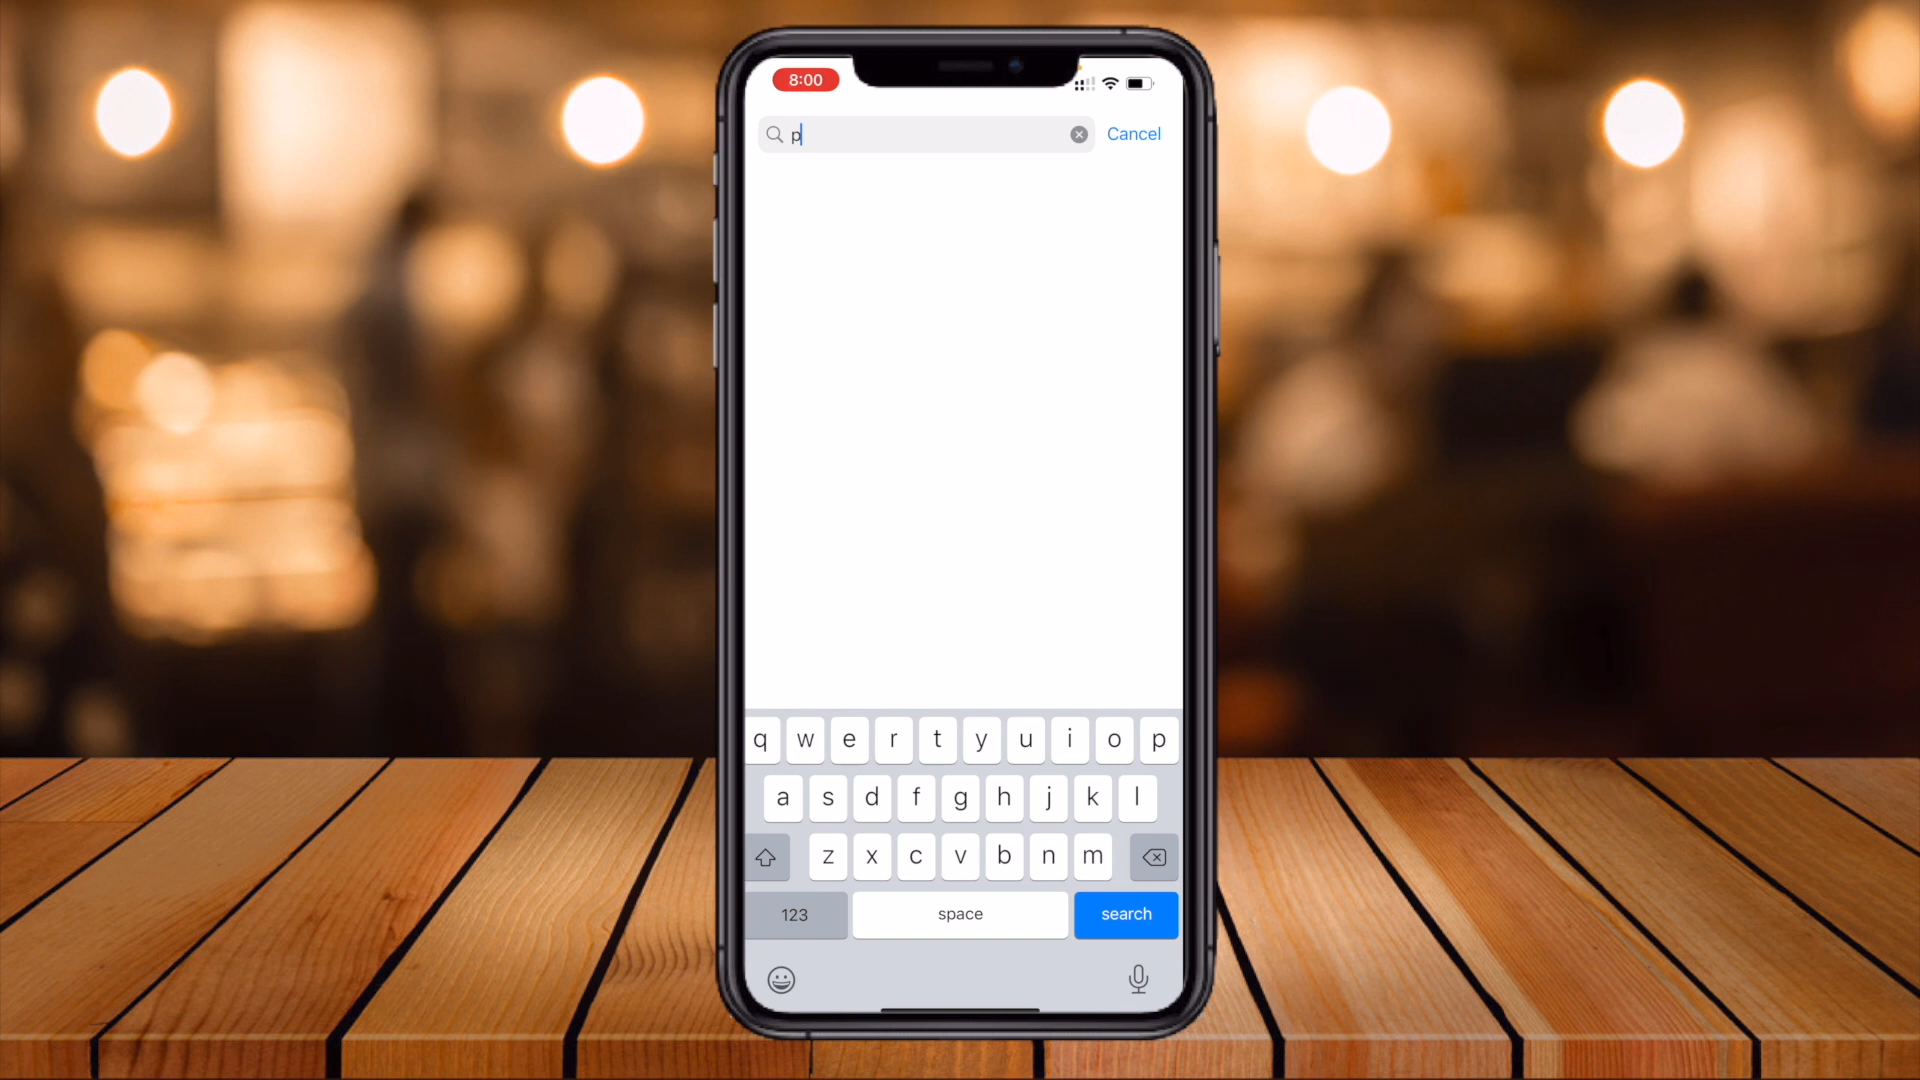 8:00
p
Cancel
q w e r t y u i o p
a s d f g h j k l
z x c v b n m
123 space search